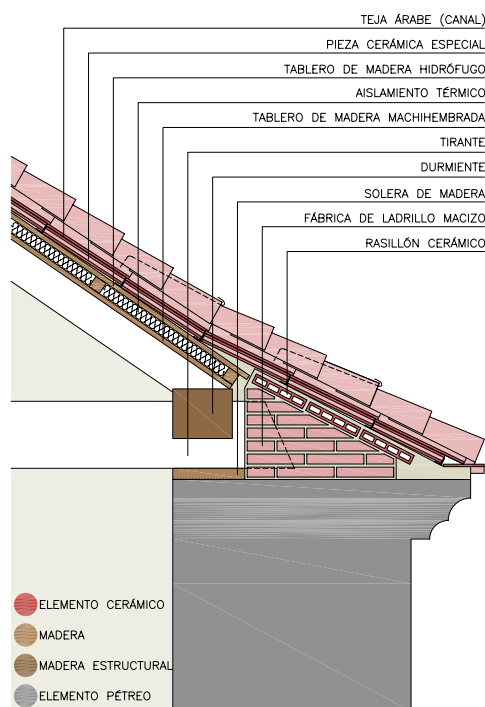 TEJA ÁRABE (CANAL)
PIEZA CERÁMICA ESPECIAL
TABLERO DE MADERA HIDRÓFUGO
AISLAMIENTO TÉRMICO
TABLERO DE MADERA MACHIHEMBRADA
TIRANTE
DURMIENTE
SOLERA DE MADERA
FÁBRICA DE LADRILLO MACIZO
RASILLÓN CERÁMICO
ELEMENTO CERÁMICO
MADERA
MADERA ESTRUCTURAL
ELEMENTO PÉTREO